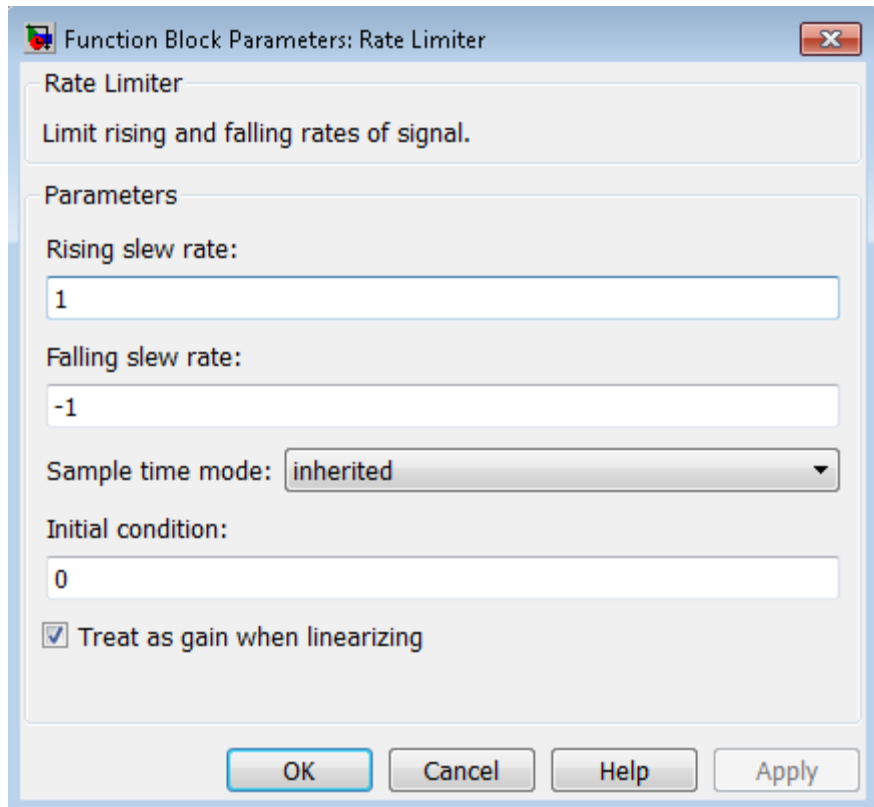 Function Block Parameters: Rate Limiter
Rate Limiter
Limit rising and falling rates of signal.
Parameters
Rising slew rate:
1
Falling slew rate:
-1
Sample time mode: inherited
Initial condition:
0
Treat as gain when linearizing
OK Cancel Help Apply